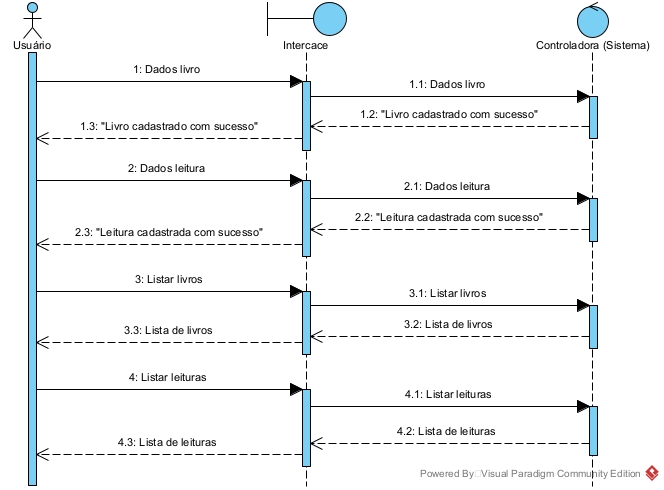 Usuário
Intercace
Controladora (Sistema)
1: Dados livro
1.1: Dados livro
1.2: "Livro cadastrado com sucesso"
1.3: "Livro cadastrado com sucesso"
2: Dados leitura
2.1: Dados leitura
2.2: "Leitura cadastrada com sucesso"
2.3: "Leitura cadastrada com sucesso"
3: Listar livros
3.1: Listar livros
3.2: Lista de livros
3.3: Lista de livros
4: Listar leituras
4.1: Listar leituras
4.2: Lista de leituras
4.3: Lista de leituras
Powered By Visual Paradigm Community Edition